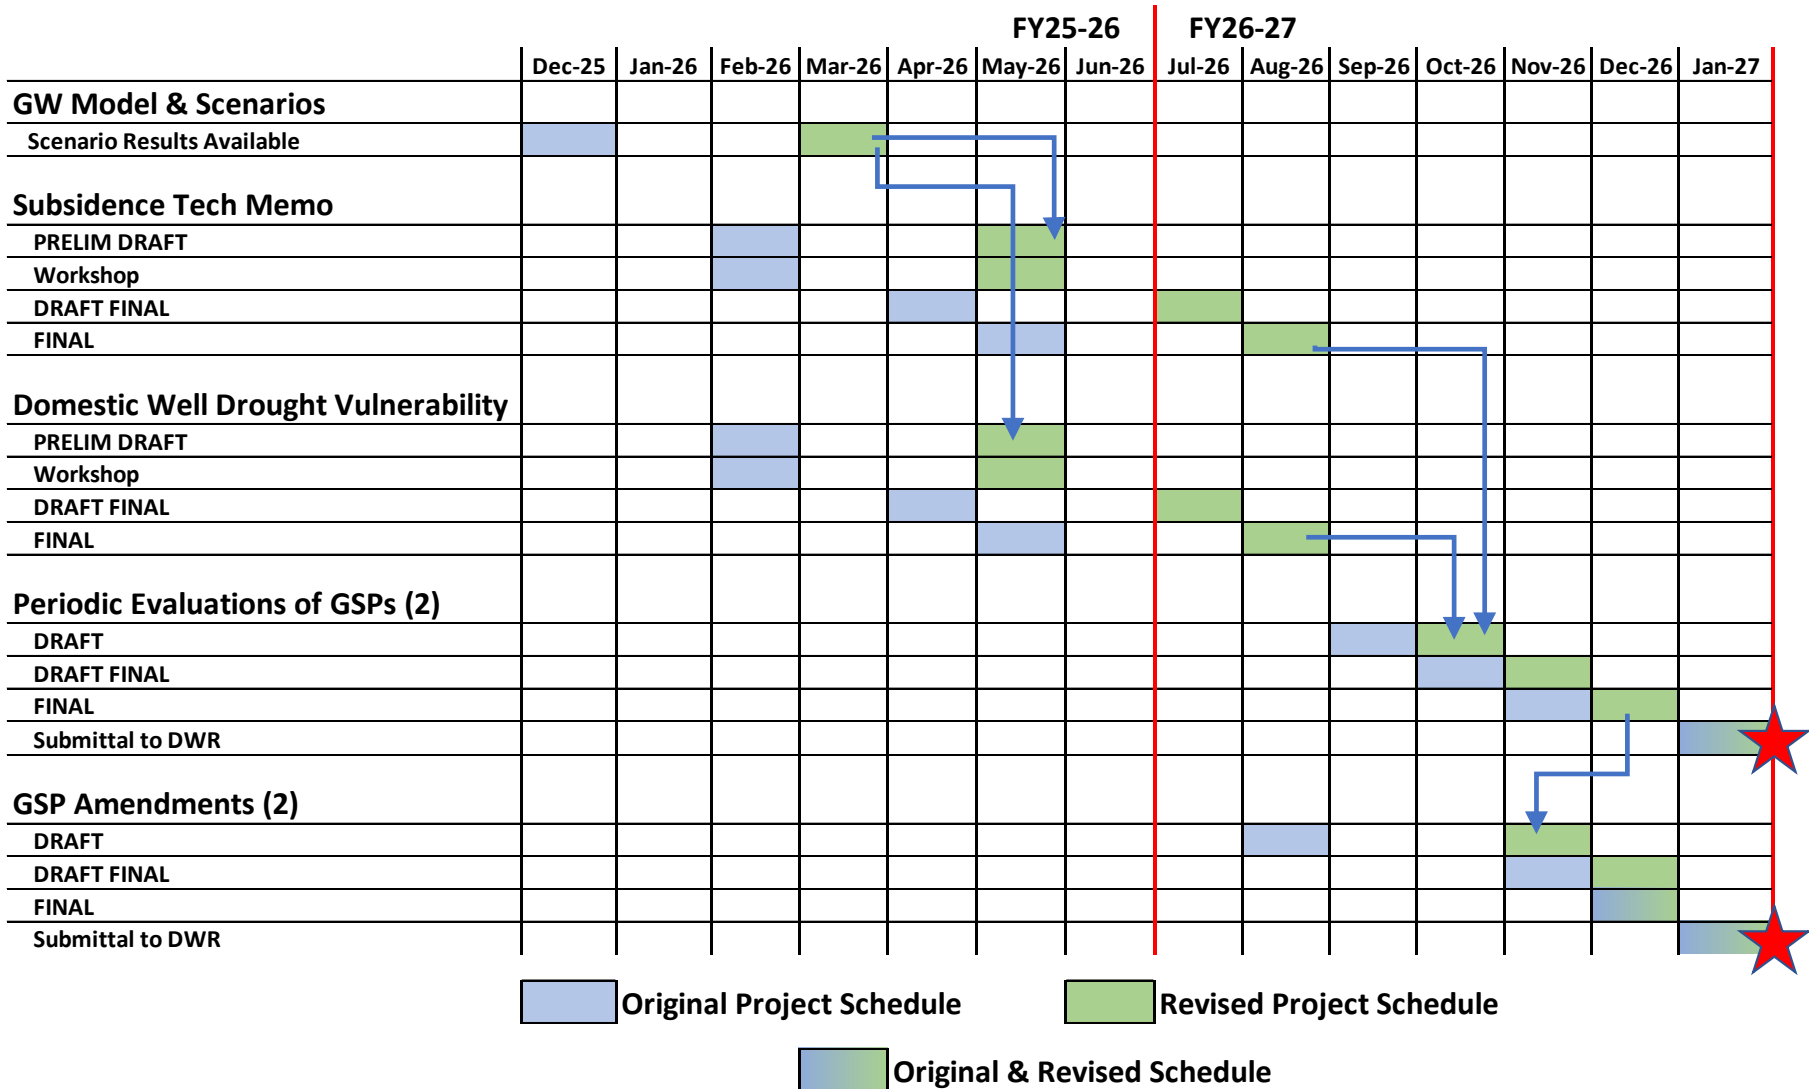 FY25-26 FY26-27
Dec-25 Jan-26 Feb-26 Mar-26 Apr-26 May-26 Jun-26 Jul-26 Aug-26 Sep-26 Oct-26 Nov-26 Dec-26 Jan-27
GW Model & Scenarios
Scenario Results Available
Subsidence Tech Memo
PRELIM DRAFT
Workshop
DRAFT FINAL
FINAL
Domestic Well Drought Vulnerability
PRELIM DRAFT
Workshop
DRAFT FINAL
FINAL
Periodic Evaluations of GSPs (2)
DRAFT
DRAFT FINAL
FINAL
Submittal to DWR
GSP Amendments (2)
DRAFT
DRAFT FINAL
FINAL
Submittal to DWR
Original Project Schedule Revised Project Schedule
Original & Revised Schedule